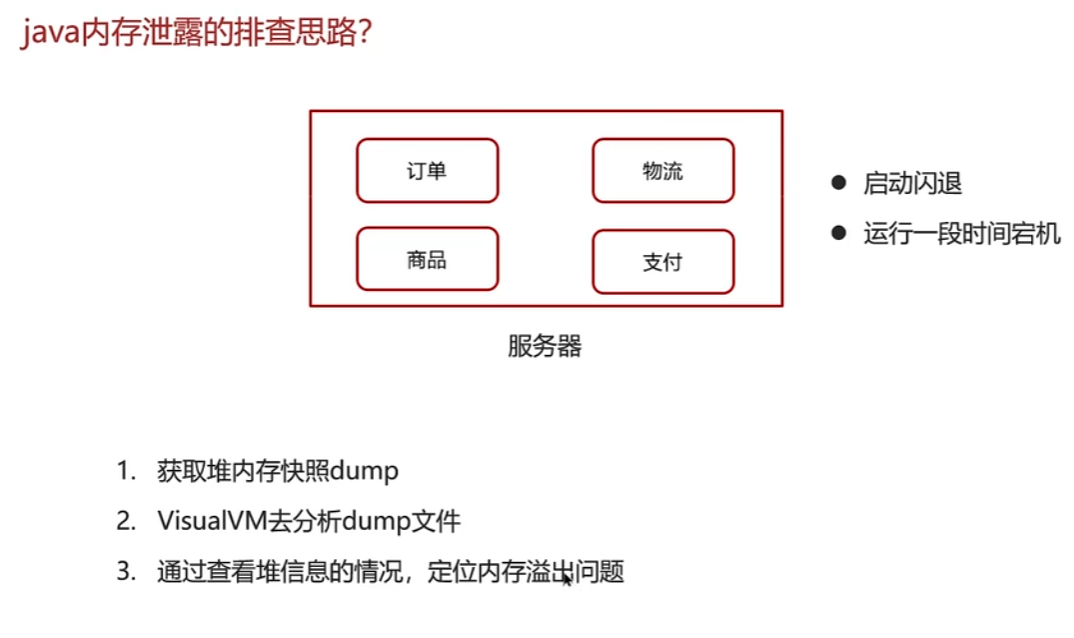 java内存泄露的排查思路?
订单
物流
商品
支付
● 启动闪退
● 运行一段时间宕机
服务器
1. 获取堆内存快照dump
2. VisualVM去分析dump文件
3. 通过查看堆信息的情况，定位内存溢出问题